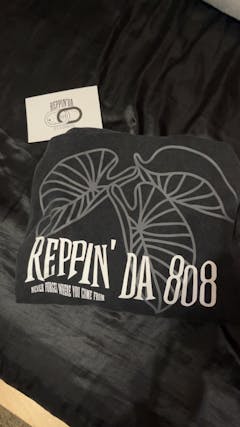 REPPIN'DA
REPPIN' DA 808
NEVER FORGET WHERE YOU COME FROM